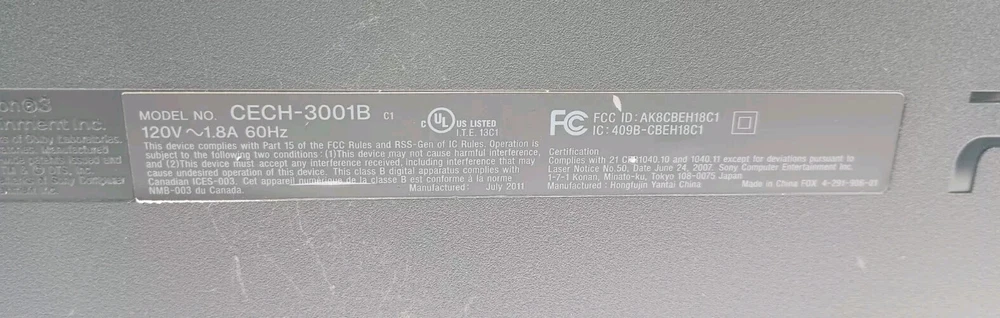 on®3
nment Inc.
MODEL NO. CECH-3001B C1
120V ~1.8A 60Hz
C UL US LISTED
I.T.E. 13C1
FC FCC ID: AK8CBEH18C1
IC: 409B-CBEH18C1
This device complies with Part 15 of the FCC Rules and RSS-Gen of IC Rules. Operation is
subject to the following two conditions: (1)This device may not cause harmful interference,
and (2)This device must accept any interference received, including interference that may
cause undesired operation of this device. This class B digital apparatus complies with
Canadian ICES-003. Cet appareil numérique de la classe B est conforme à la norme
NMB-003 du Canada.
Manufactured: July 2011
Certification
Complies with 21 CFR1040.10 and 1040.11 except for deviations pursuant to
Laser Notice No.50, Date June 24, 2007. Sony Computer Entertainment Inc.
1-7-1 Konan, Minato-ku, Tokyo 108-0075 Japan
Manufactured: Hongfujin Yantai China
Made in China FOX 4-291-986-01